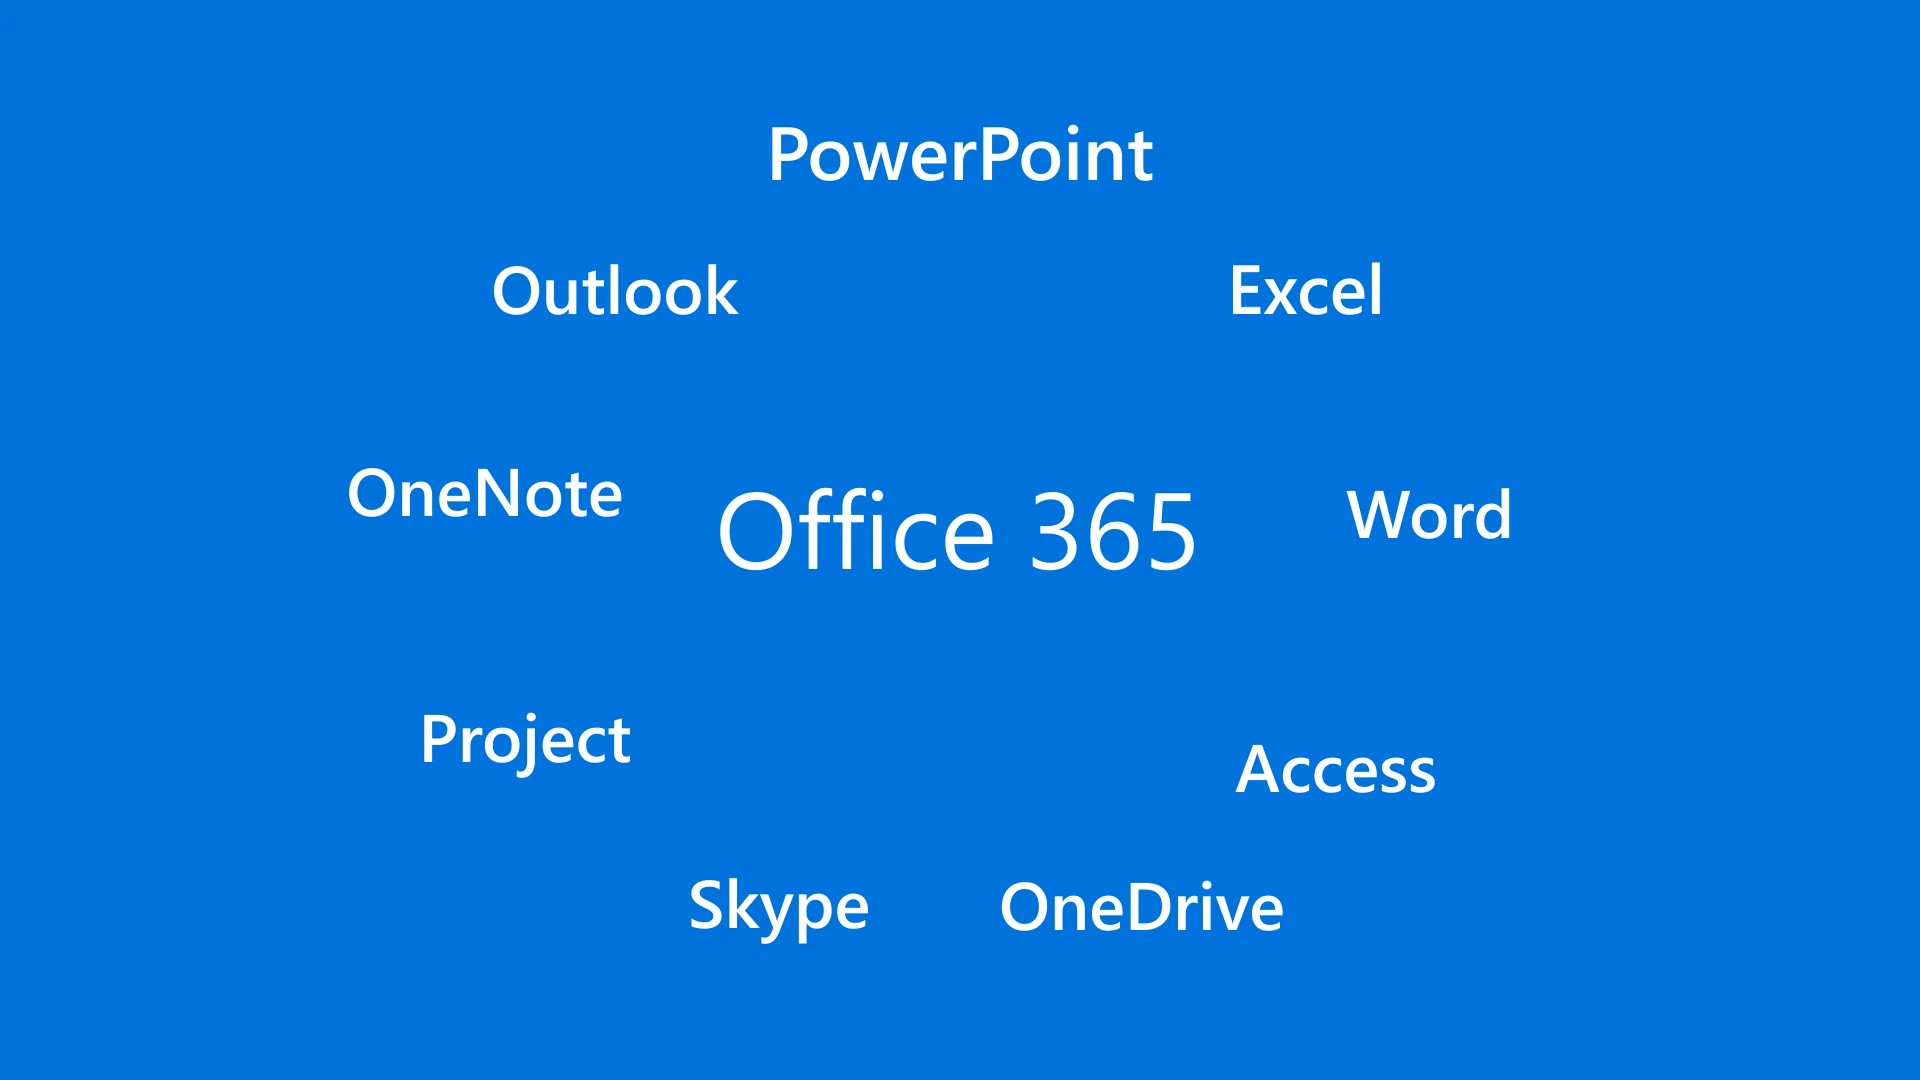 PowerPoint
Outlook
Excel
OneNote
Office 365
Word
Project
Access
Skype
OneDrive